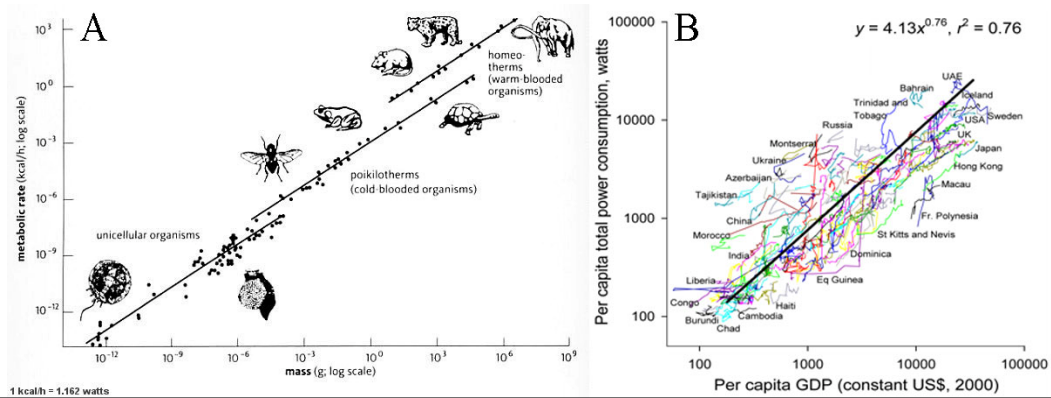 A
metabolic rate (kcal/h; log scale)
10³
10⁰
10⁻³
10⁻⁶
10⁻⁹
10⁻¹²
homeo-
therms
(warm-blooded
organisms)
poikilotherms
(cold-blooded organisms)
unicellular organisms
10⁻¹²
10⁻⁹
10⁻⁶
10⁻³
10⁰
10³
10⁶
10⁹
mass (g; log scale)
1 kcal/h = 1.162 watts
B
y = 4.13x^0.76, r² = 0.76
Per capita total power consumption, watts
100000
10000
1000
100
UAE
Bahrain
Iceland
Trinidad and
Tobago
Sweden
USA
Russia
UK
Montserrat
Japan
Ukraine
Hong Kong
Azerbaijan
Macau
Tajikistan
China
Fr. Polynesia
Morocco
St Kitts and Nevis
India
Dominica
Liberia
Eq Guinea
Congo
Haiti
Burundi
Cambodia
Chad
100
1000
10000
100000
Per capita GDP (constant US$, 2000)